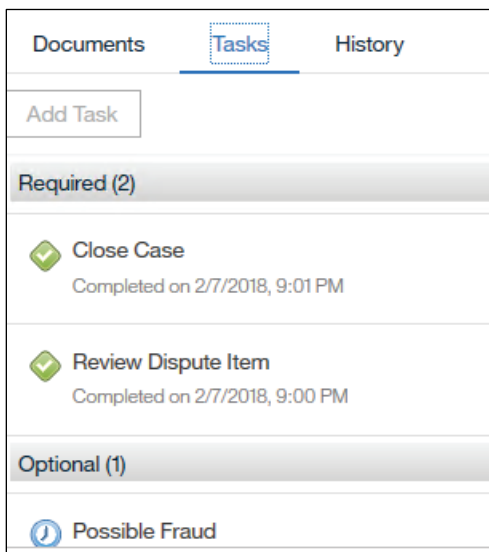 Documents Tasks History
Add Task
Required (2)
Close Case
Completed on 2/7/2018, 9:01 PM
Review Dispute Item
Completed on 2/7/2018, 9:00 PM
Optional (1)
Possible Fraud